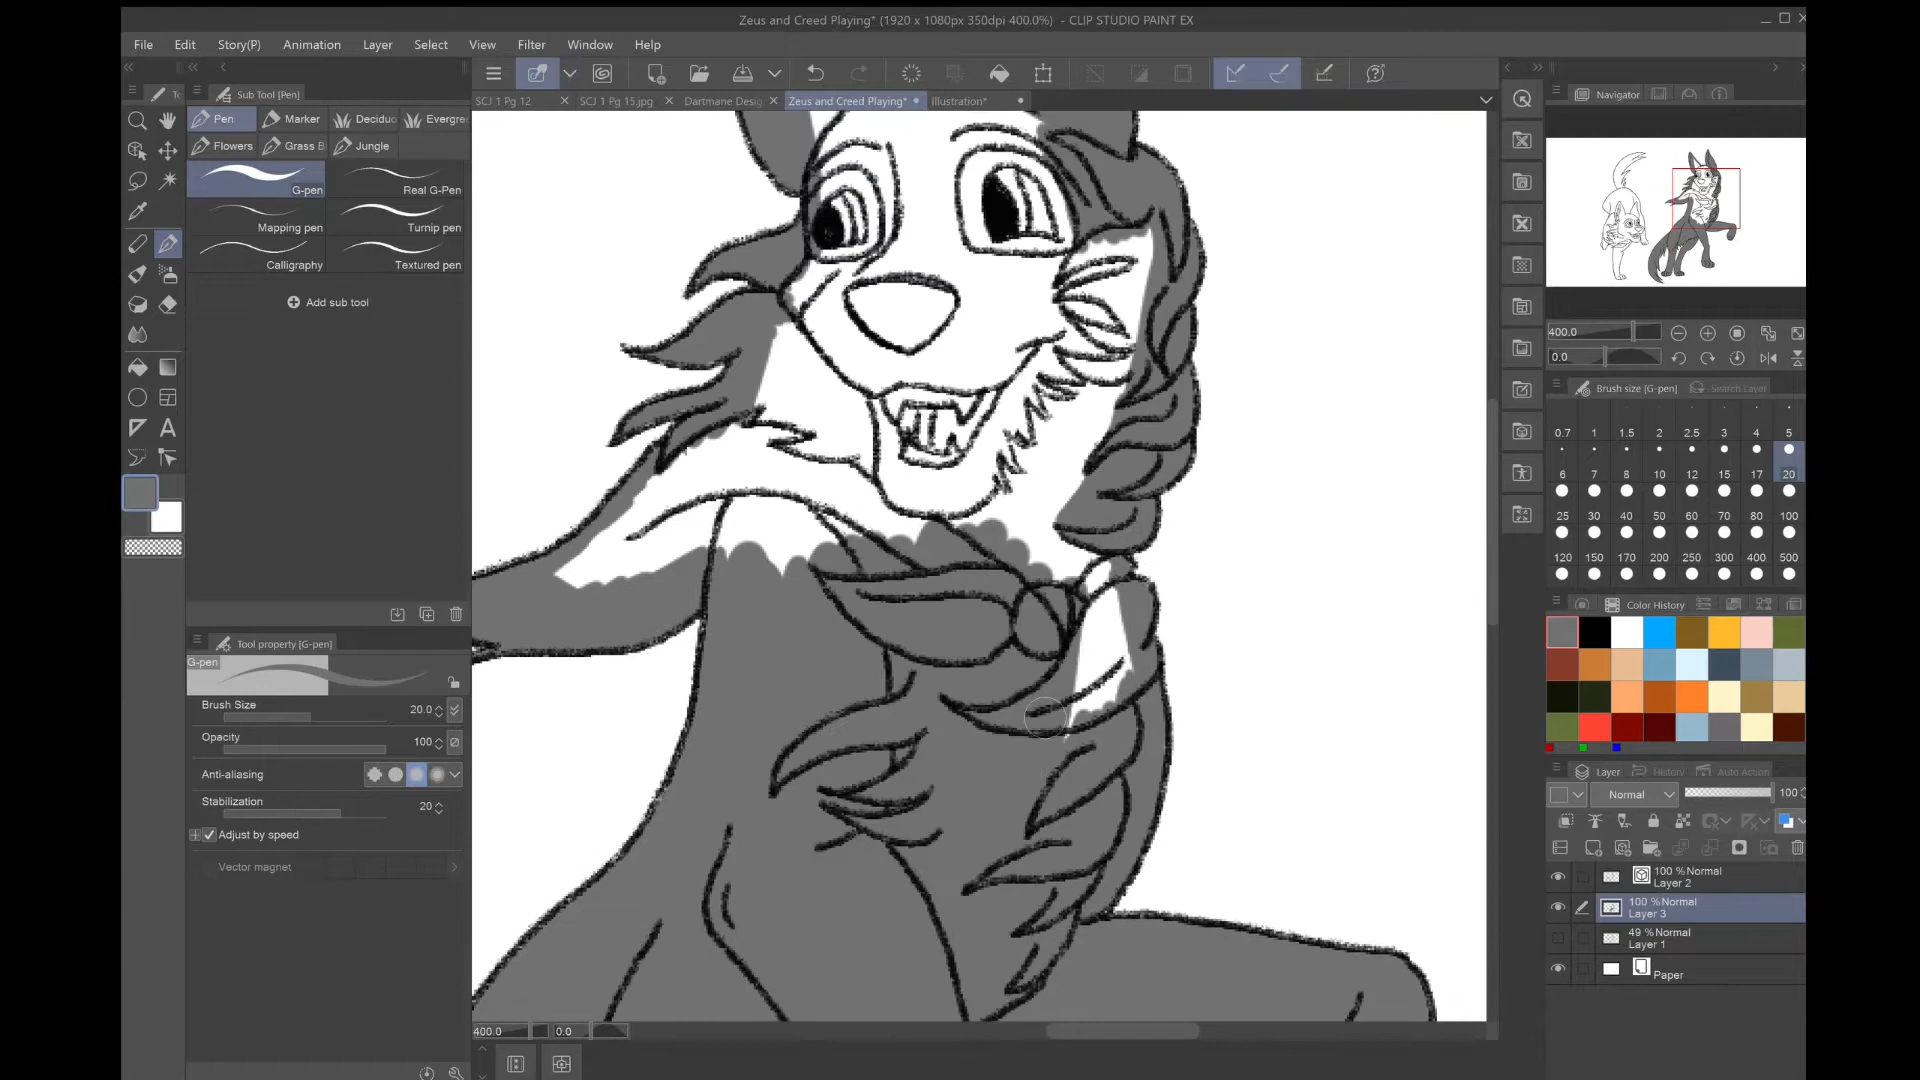 Zeus and Creed Playing* (1920 x 1080px 350dpi 400.0%) - CLIP STUDIO PAINT EX
File Edit Story(P) Animation Layer Select View Filter Window Help
Sub Tool [Pen]
SCJ 1 Pg 12 SCJ 1 Pg 15.jpg Dartmane Desig Zeus and Creed Playing* Illustration*
Navigator
Pen Marker Deciduo Evergre
Flowers Grass B Jungle
G-pen Real G-Pen
Mapping pen Turnip pen
Calligraphy Textured pen
Add sub tool
400.0
0.0
Brush size [G-pen] Search Layer
0.7 1 1.5 2 2.5 3 4 5
6 7 8 10 12 15 17 20
25 30 40 50 60 70 80 100
120 150 170 200 250 300 400 500
Color History
Tool property [G-pen]
G-pen
Brush Size 20.0
Opacity 100
Anti-aliasing
Stabilization 20
Adjust by speed
Vector magnet
Layer History Auto Action
Normal 100
100 %Normal
Layer 2
100 %Normal
Layer 3
49 %Normal
Layer 1
Paper
400.0 0.0